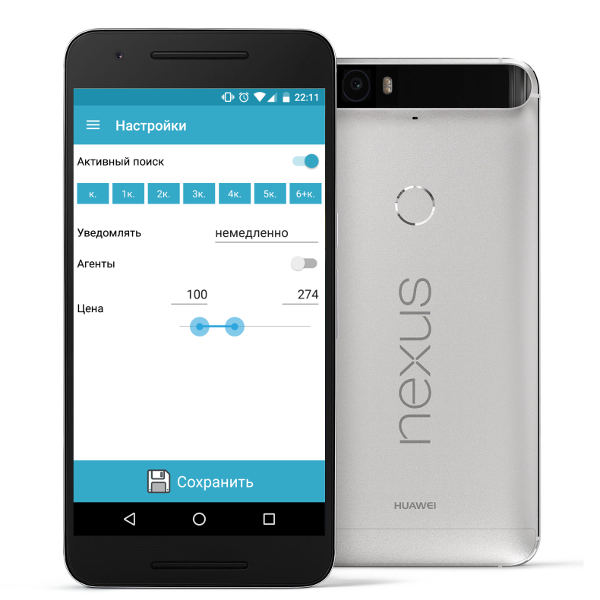 22:11
Настройки
Активный поиск
к. 1к. 2к. 3к. 4к. 5к. 6+к.
Уведомлять немедленно
Агенты
100 274
Цена
Сохранить
nexus
HUAWEI